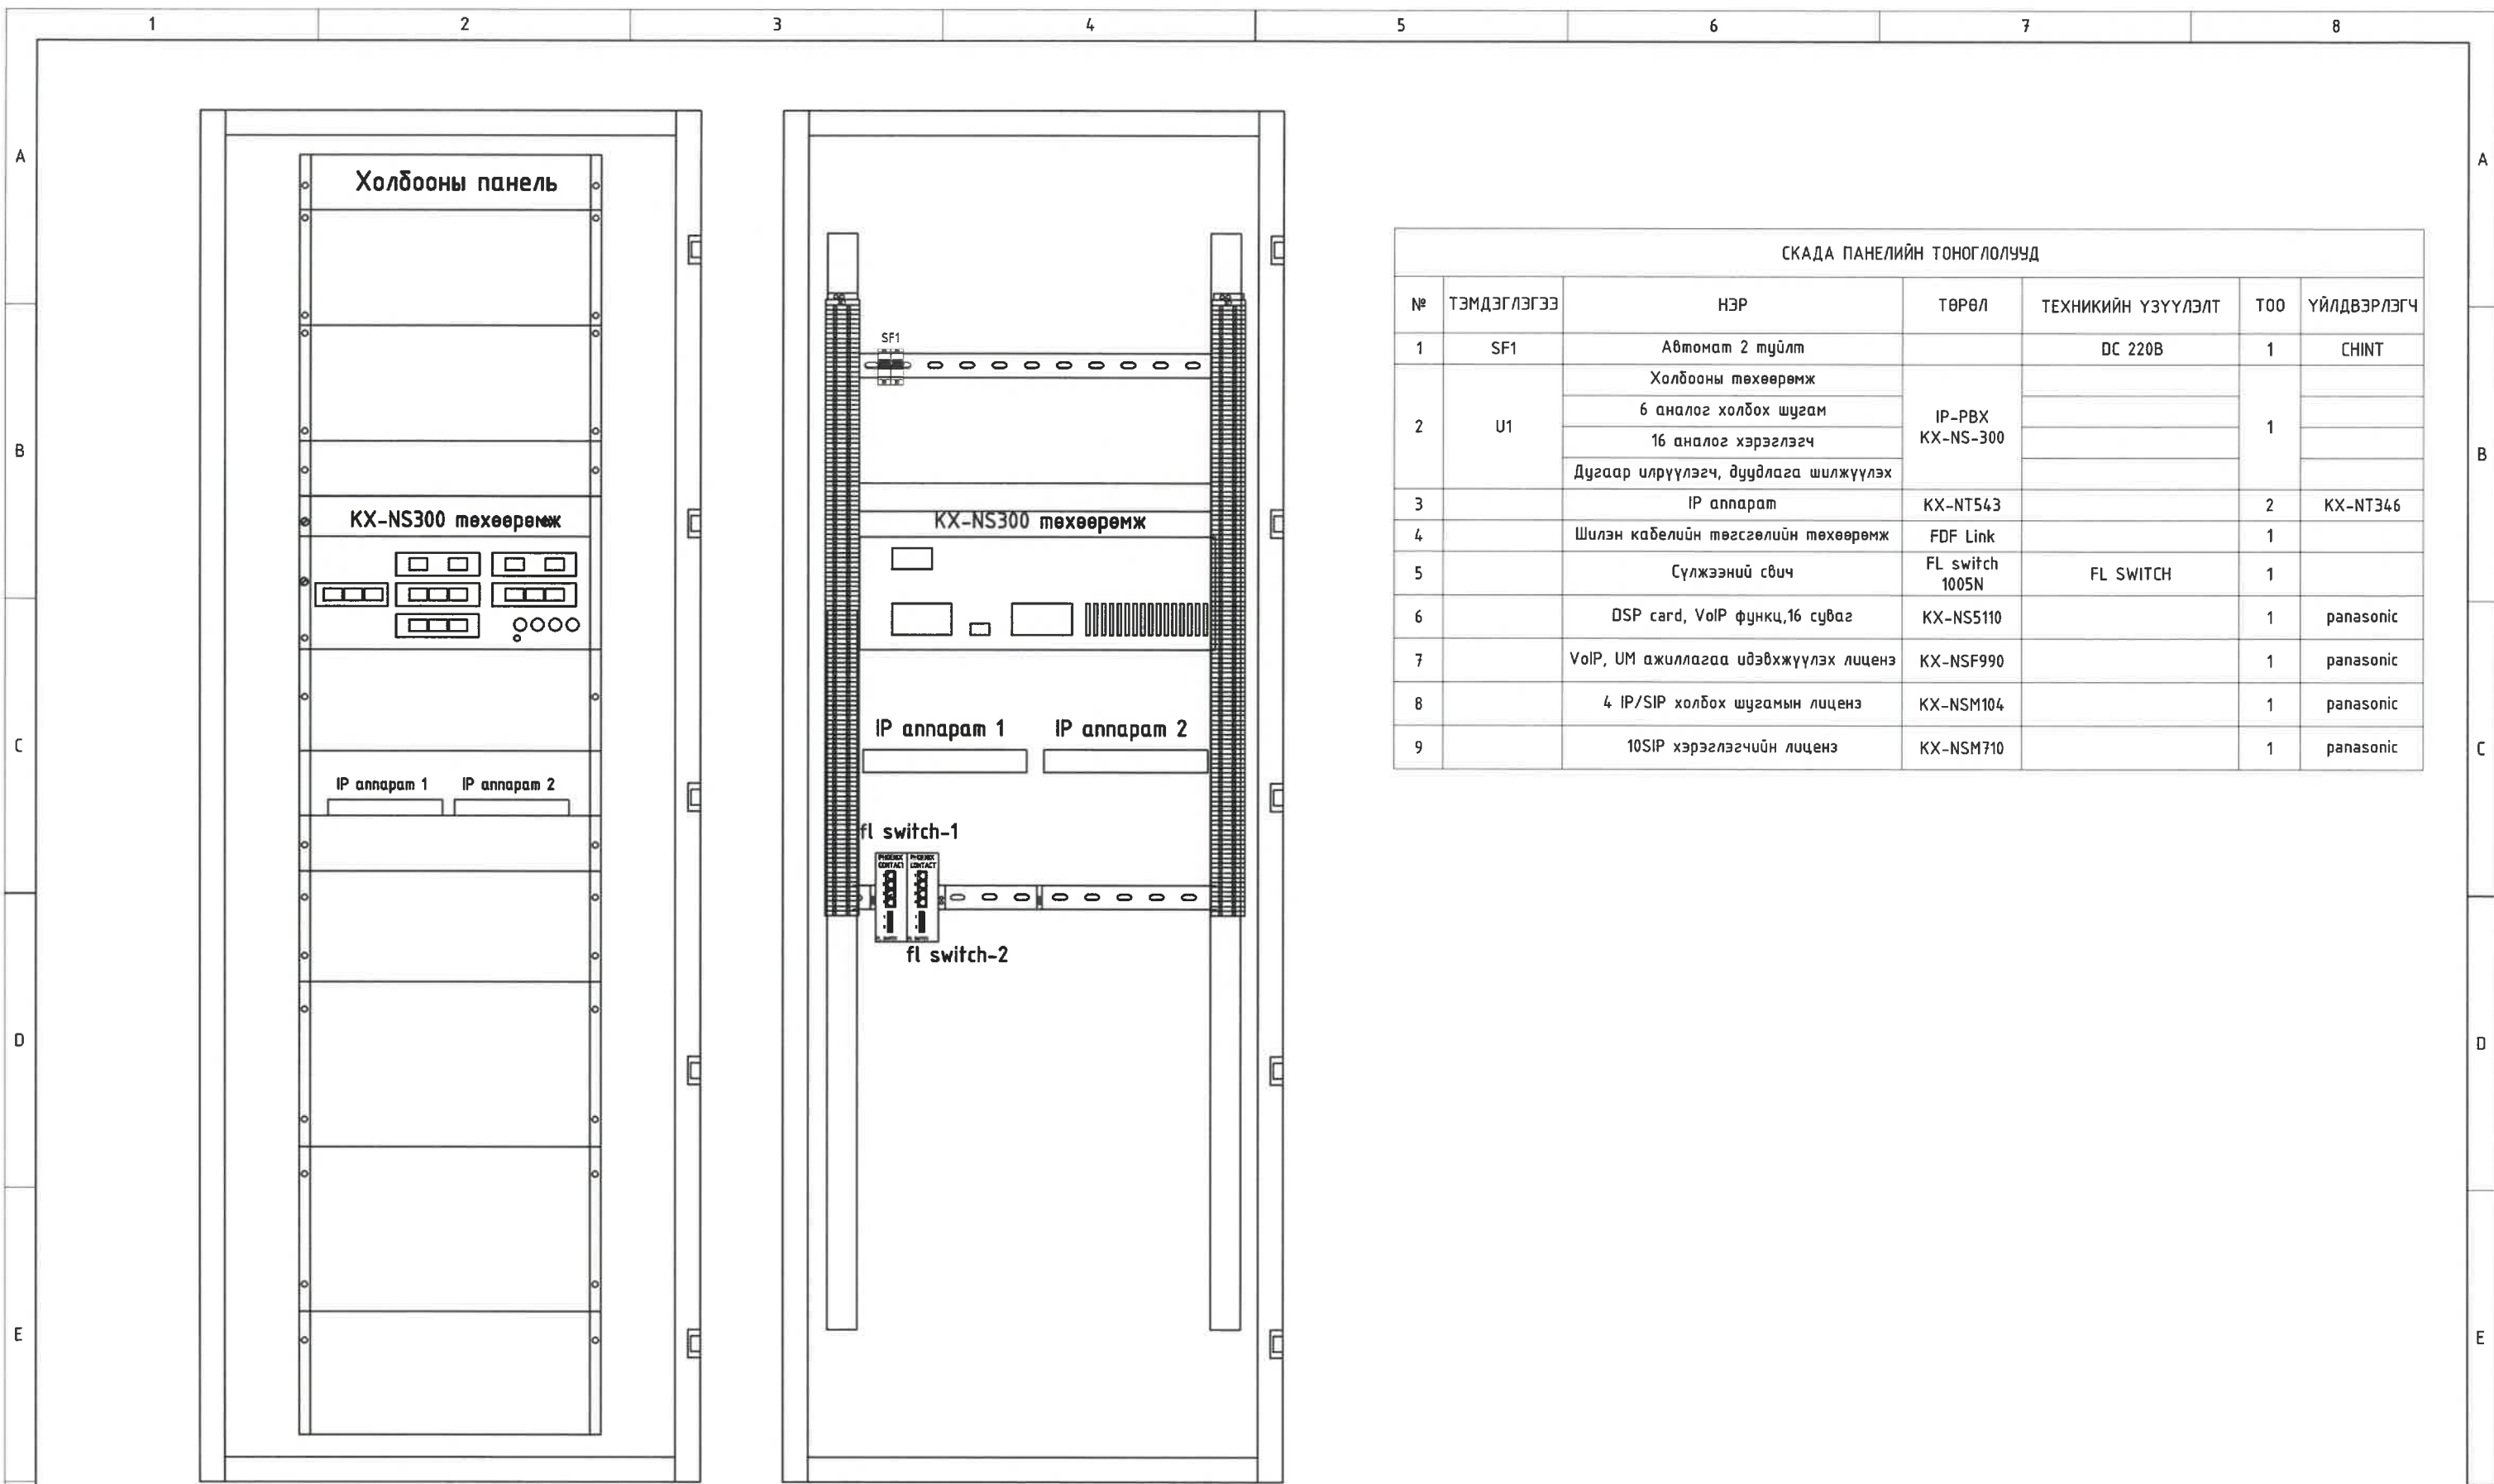 1 2 3 4 5 6 7 8
A A
B B
C C
D D
E E
Холбооны панель
KX-NS300 төхөөрөмж
IP аппарат 1 IP аппарат 2
SF1
KX-NS300 төхөөрөмж
IP аппарат 1 IP аппарат 2
fl switch-1
PHOENIX CONTACT PHOENIX CONTACT
fl switch-2
СКАДА ПАНЕЛИЙН ТОНОГЛОЛУУД
№ ТЭМДЭГЛЭГЭЭ НЭР ТӨРӨЛ ТЕХНИКИЙН ҮЗҮҮЛЭЛТ ТОО ҮЙЛДВЭРЛЭГЧ
1 SF1 Автомат 2 туйлт DC 220В 1 CHINT
2 U1 Холбооны төхөөрөмж IP-PBX KX-NS-300 1
6 аналог холбох шугам
16 аналог хэрэглэгч
Дугаар илрүүлэгч, дуудлага шилжүүлэх
3 IP аппарат KX-NT543 2 KX-NT346
4 Шилэн кабелийн төгсгөлийн төхөөрөмж FDF Link 1
5 Сүлжээний свич FL switch 1005N FL SWITCH 1
6 DSP card, VoIP функц,16 суваг KX-NS5110 1 panasonic
7 VoIP, UM ажиллагаа идэвхжүүлэх лиценз KX-NSF990 1 panasonic
8 4 IP/SIP холбох шугамын лиценз KX-NSM104 1 panasonic
9 10SIP хэрэглэгчийн лиценз KX-NSM710 1 panasonic